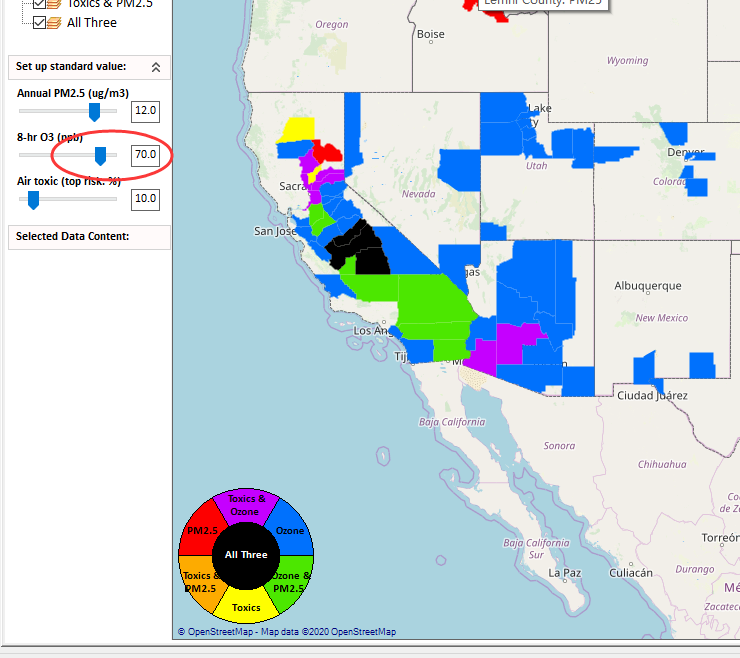 Toxics & PM2.5
All Three
Set up standard value:
Annual PM2.5 (ug/m3)
12.0
8-hr O3 (ppb)
70.0
Air toxic (top risk: %)
10.0
Selected Data Content:
Lemhi County: PM25
Oregon
Boise
Wyoming
Lake
Denver
Utah
Colorado
Nevada
Sacra
San Jose
gas
Albuquerque
New Mexico
Los Ang
Tij
M
Ciudad Juárez
Baja California
Sonora
Chihuahua
Baja California
Sur
Torreón
La Paz
Culiacán
Durango
Zacatec
Toxics &
Ozone
PM2.5
Ozone
All Three
Toxics &
PM2.5
Ozone &
PM2.5
Toxics
© OpenStreetMap - Map data ©2020 OpenStreetMap